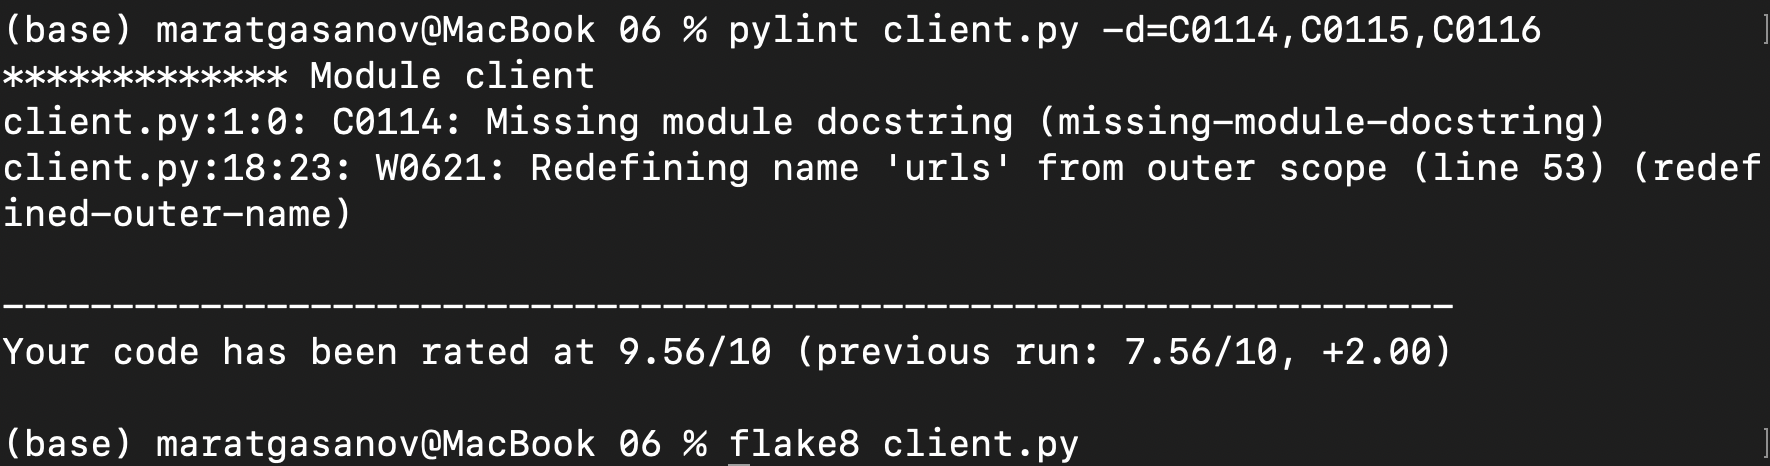 (base) maratgasanov@MacBook 06 % pylint client.py -d=C0114,C0115,C0116
************* Module client
client.py:1:0: C0114: Missing module docstring (missing-module-docstring)
client.py:18:23: W0621: Redefining name 'urls' from outer scope (line 53) (redef
ined-outer-name)
------------------------------------------------------------------
Your code has been rated at 9.56/10 (previous run: 7.56/10, +2.00)
(base) maratgasanov@MacBook 06 % flake8 client.py